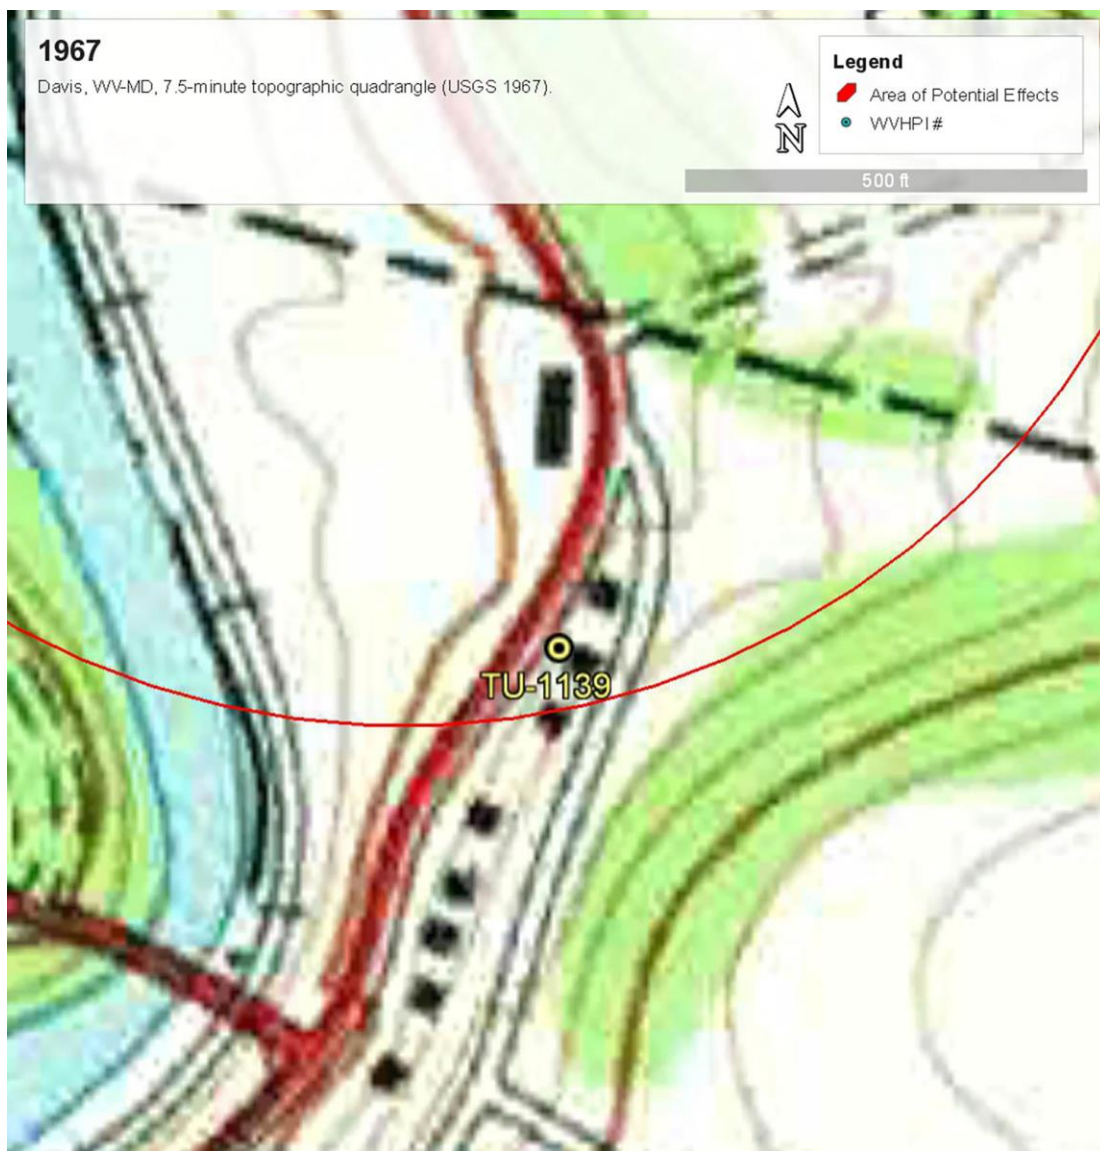 1967
Davis, WV-MD, 7.5-minute topographic quadrangle (USGS 1967).
Legend
Area of Potential Effects
WVHPI #
N
500 ft
TU-1139